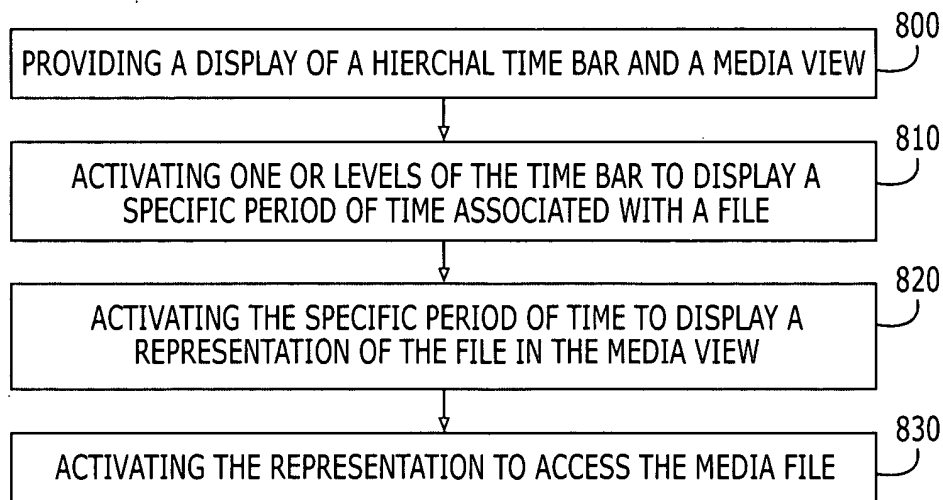 800
PROVIDING A DISPLAY OF A HIERCHAL TIME BAR AND A MEDIA VIEW
810
ACTIVATING ONE OR LEVELS OF THE TIME BAR TO DISPLAY A
SPECIFIC PERIOD OF TIME ASSOCIATED WITH A FILE
820
ACTIVATING THE SPECIFIC PERIOD OF TIME TO DISPLAY A
REPRESENTATION OF THE FILE IN THE MEDIA VIEW
830
ACTIVATING THE REPRESENTATION TO ACCESS THE MEDIA FILE